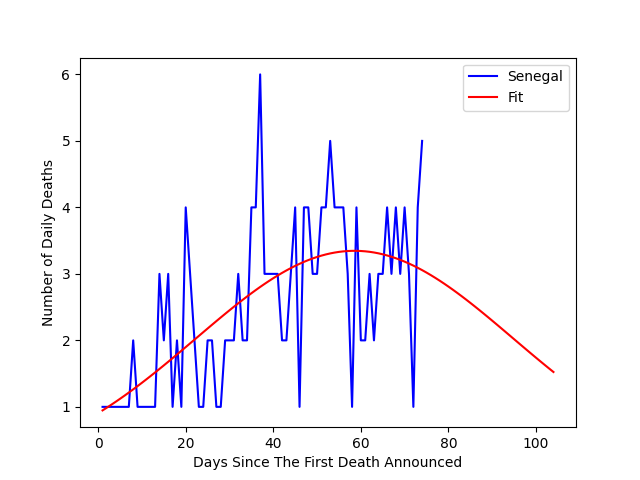 Senegal
Fit
Number of Daily Deaths
6
5
4
3
2
1
0 20 40 60 80 100
Days Since The First Death Announced